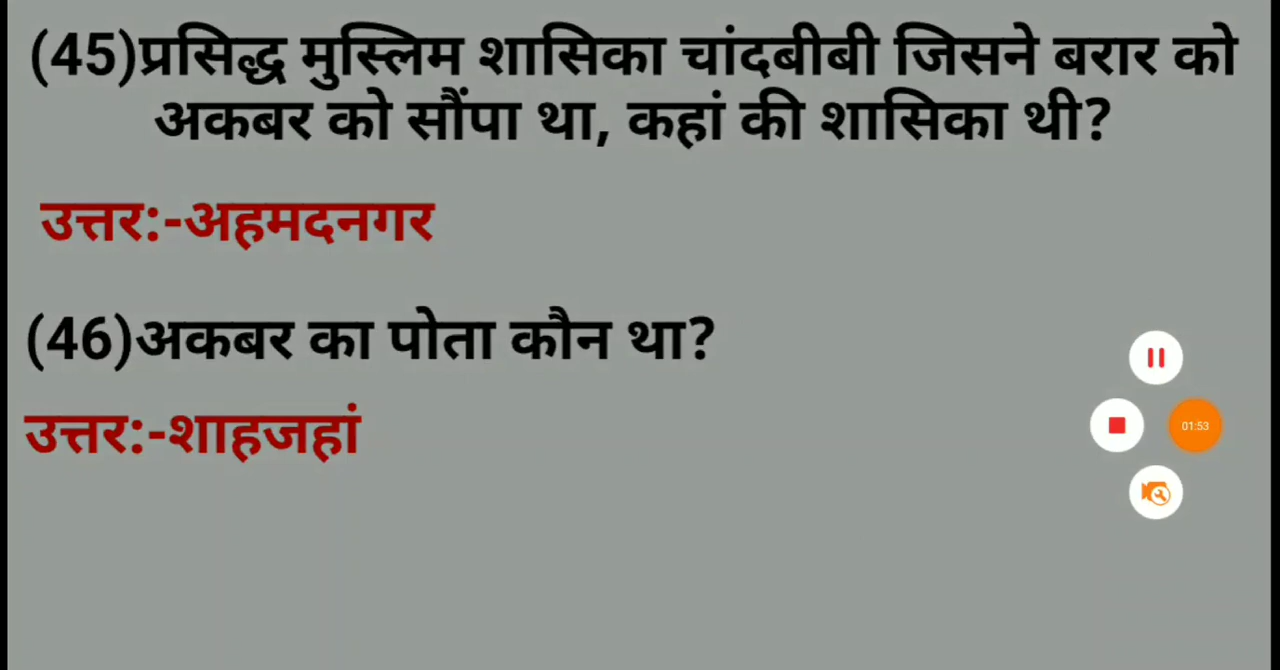 (45)प्रसिद्ध मुस्लिम शासिका चांदबीबी जिसने बरार को
अकबर को सौंपा था, कहां की शासिका थी?
उत्तर:-अहमदनगर
(46)अकबर का पोता कौन था?
उत्तर:-शाहजहां
01:53